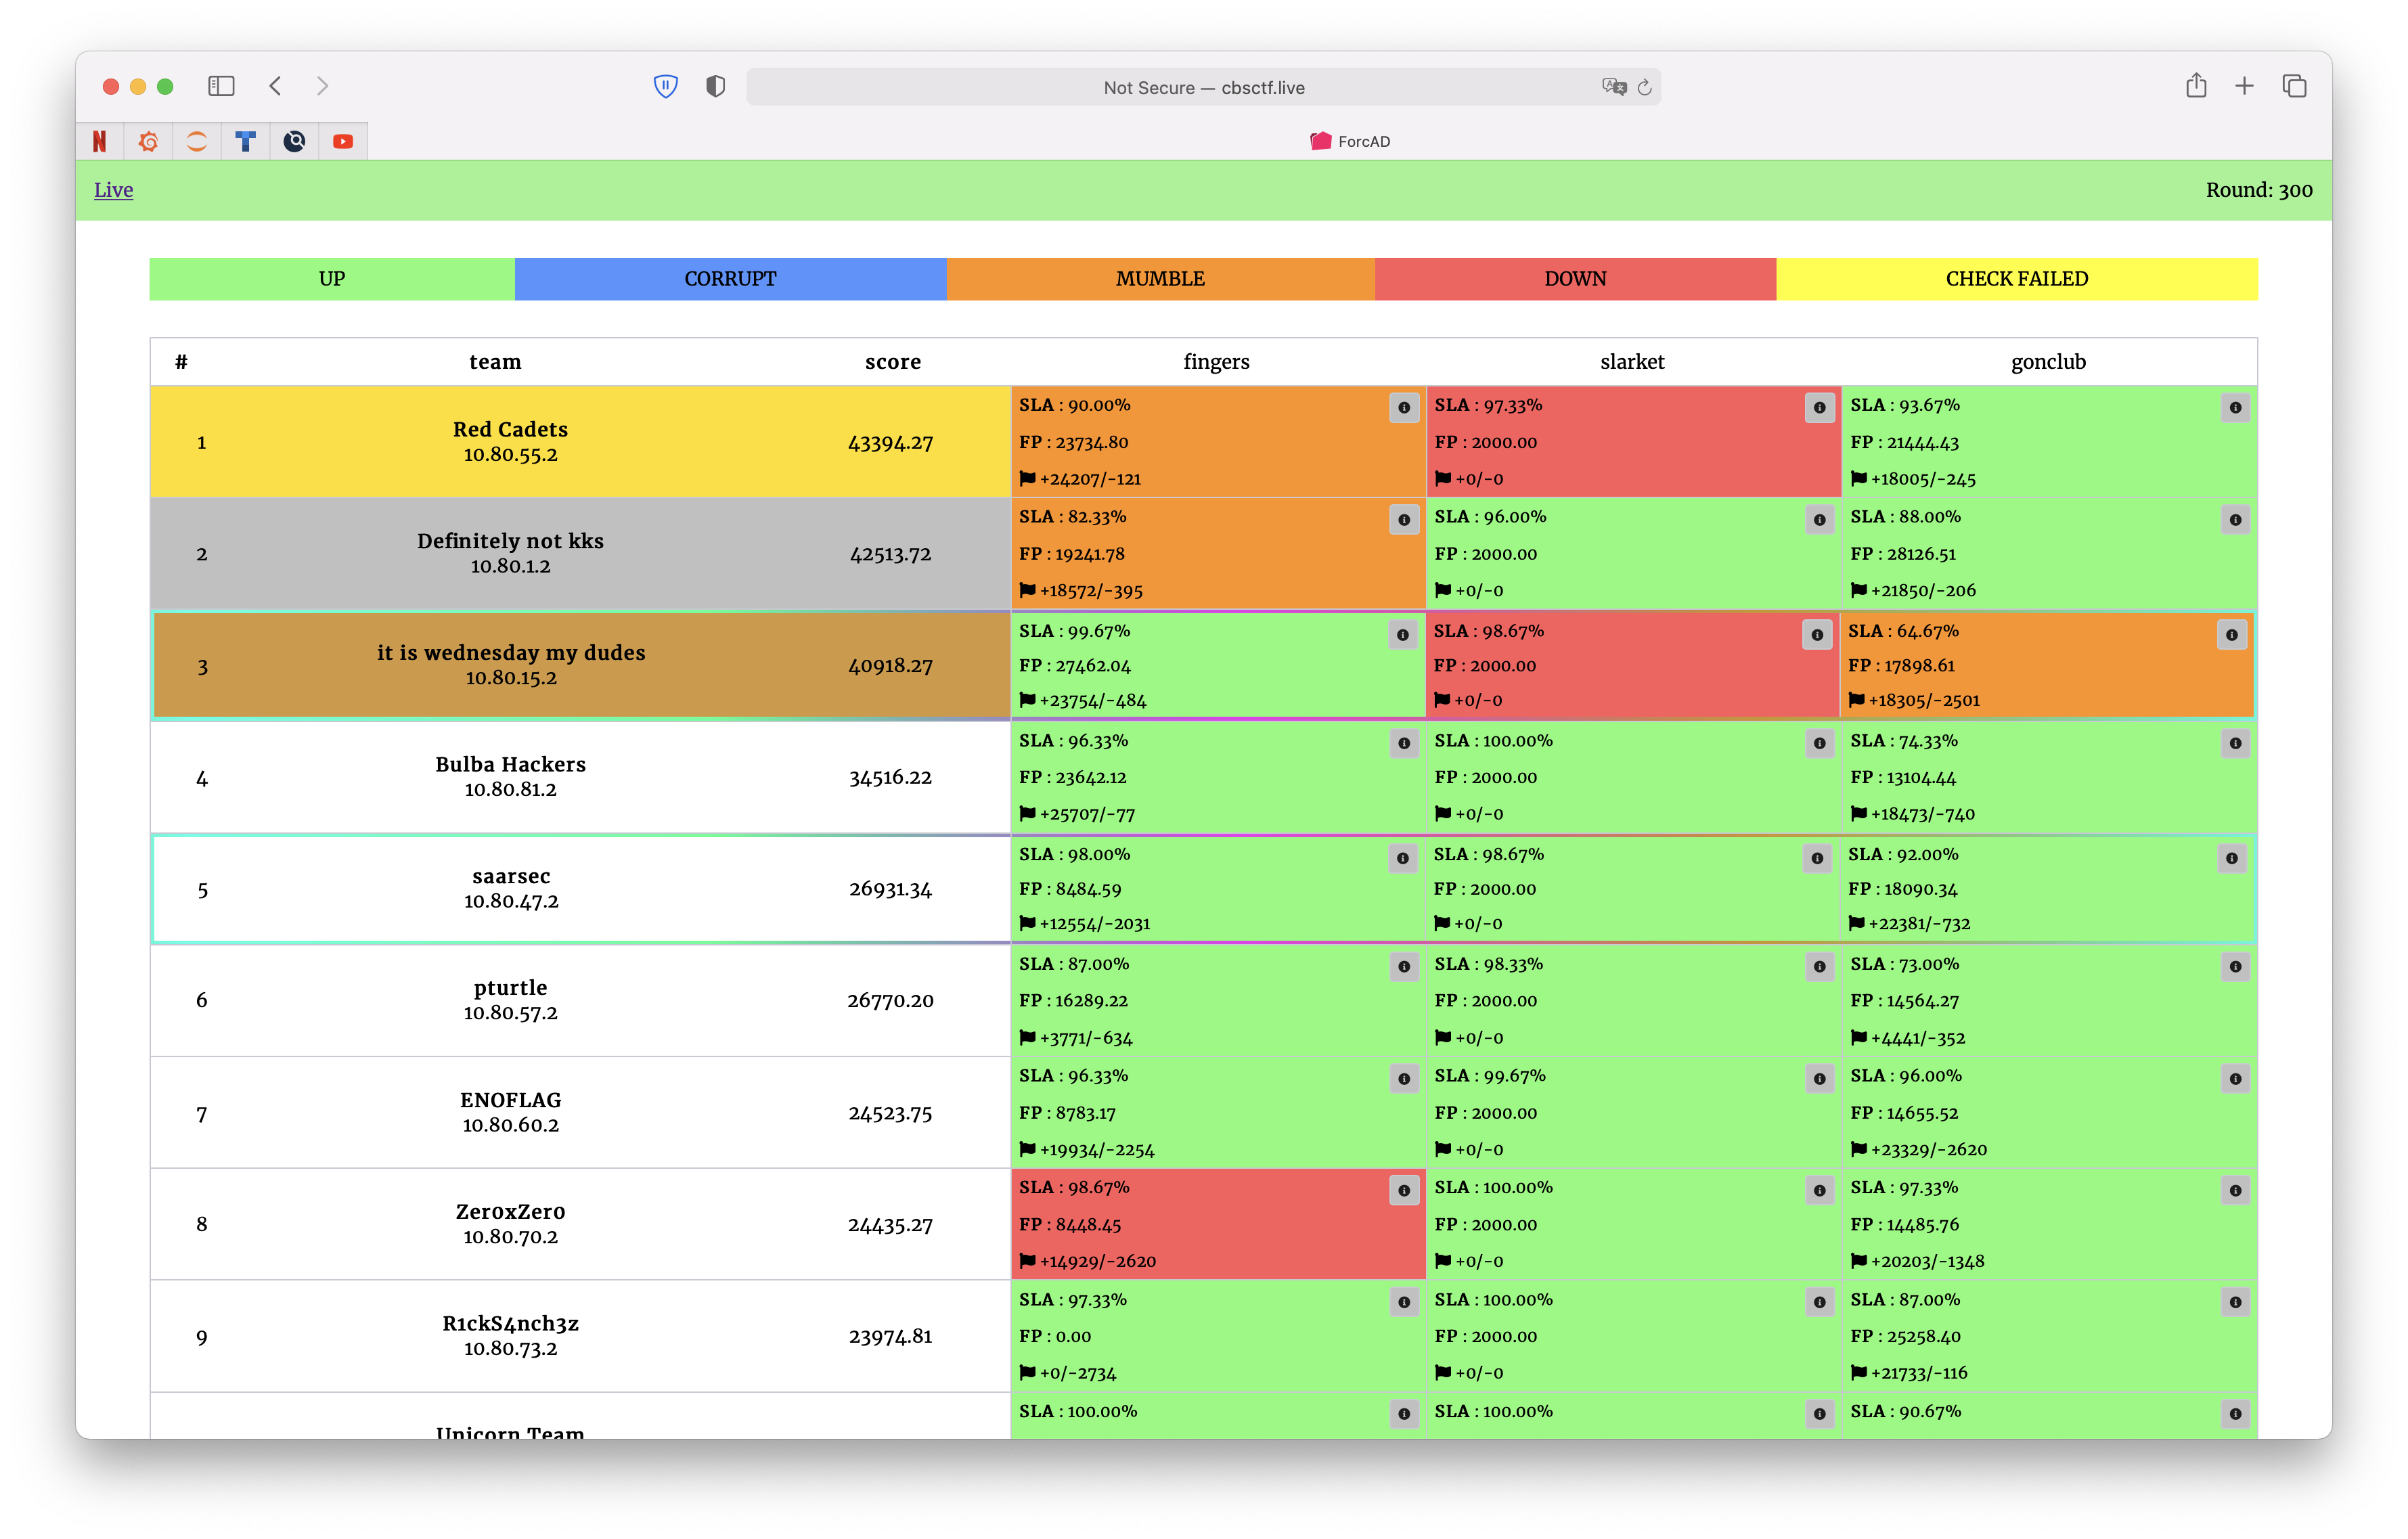 Not Secure — cbsctf.live
ForcAD
Live
Round: 300
UP CORRUPT MUMBLE DOWN CHECK FAILED
# team score fingers slarket gonclub
SLA : 90.00% SLA : 97.33% SLA : 93.67%
Red Cadets
1 43394.27 FP : 23734.80 FP : 2000.00 FP : 21444.43
10.80.55.2
+24207/-121 +0/-0 +18005/-245
SLA : 82.33% SLA : 96.00% SLA : 88.00%
Definitely not kks
2 42513.72 FP : 19241.78 FP : 2000.00 FP : 28126.51
10.80.1.2
+18572/-395 +0/-0 +21850/-206
SLA : 99.67% SLA : 98.67% SLA : 64.67%
it is wednesday my dudes
3 40918.27 FP : 27462.04 FP : 2000.00 FP : 17898.61
10.80.15.2
+23754/-484 +0/-0 +18305/-2501
SLA : 96.33% SLA : 100.00% SLA : 74.33%
Bulba Hackers
4 34516.22 FP : 23642.12 FP : 2000.00 FP : 13104.44
10.80.81.2
+25707/-77 +0/-0 +18473/-740
SLA : 98.00% SLA : 98.67% SLA : 92.00%
saarsec
5 26931.34 FP : 8484.59 FP : 2000.00 FP : 18090.34
10.80.47.2
+12554/-2031 +0/-0 +22381/-732
SLA : 87.00% SLA : 98.33% SLA : 73.00%
pturtle
6 26770.20 FP : 16289.22 FP : 2000.00 FP : 14564.27
10.80.57.2
+3771/-634 +0/-0 +4441/-352
SLA : 96.33% SLA : 99.67% SLA : 96.00%
ENOFLAG
7 24523.75 FP : 8783.17 FP : 2000.00 FP : 14655.52
10.80.60.2
+19934/-2254 +0/-0 +23329/-2620
SLA : 98.67% SLA : 100.00% SLA : 97.33%
ZeroxZer0
8 24435.27 FP : 8448.45 FP : 2000.00 FP : 14485.76
10.80.70.2
+14929/-2620 +0/-0 +20203/-1348
SLA : 97.33% SLA : 100.00% SLA : 87.00%
R1ckS4nch3z
9 23974.81 FP : 0.00 FP : 2000.00 FP : 25258.40
10.80.73.2
+0/-2734 +0/-0 +21733/-116
SLA : 100.00% SLA : 100.00% SLA : 90.67%
Unicorn Team